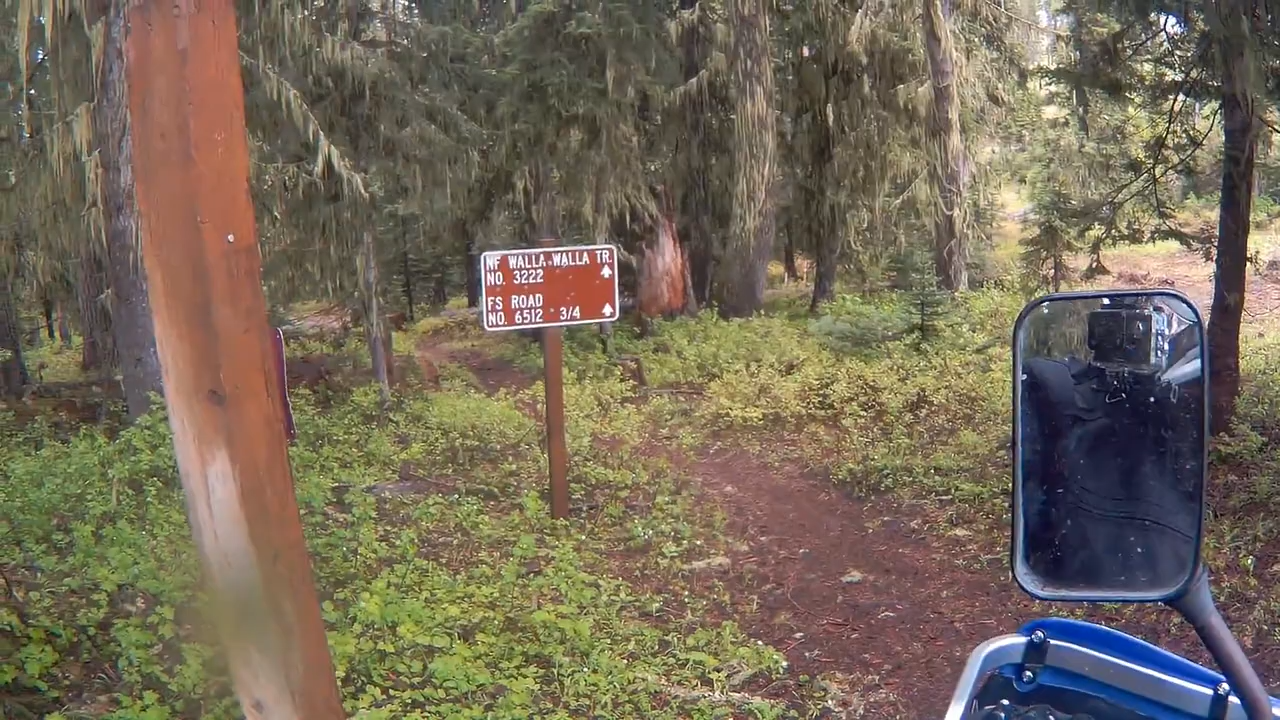 NF WALLA WALLA TR.
NO. 3222
FS ROAD
NO. 6512 3/4